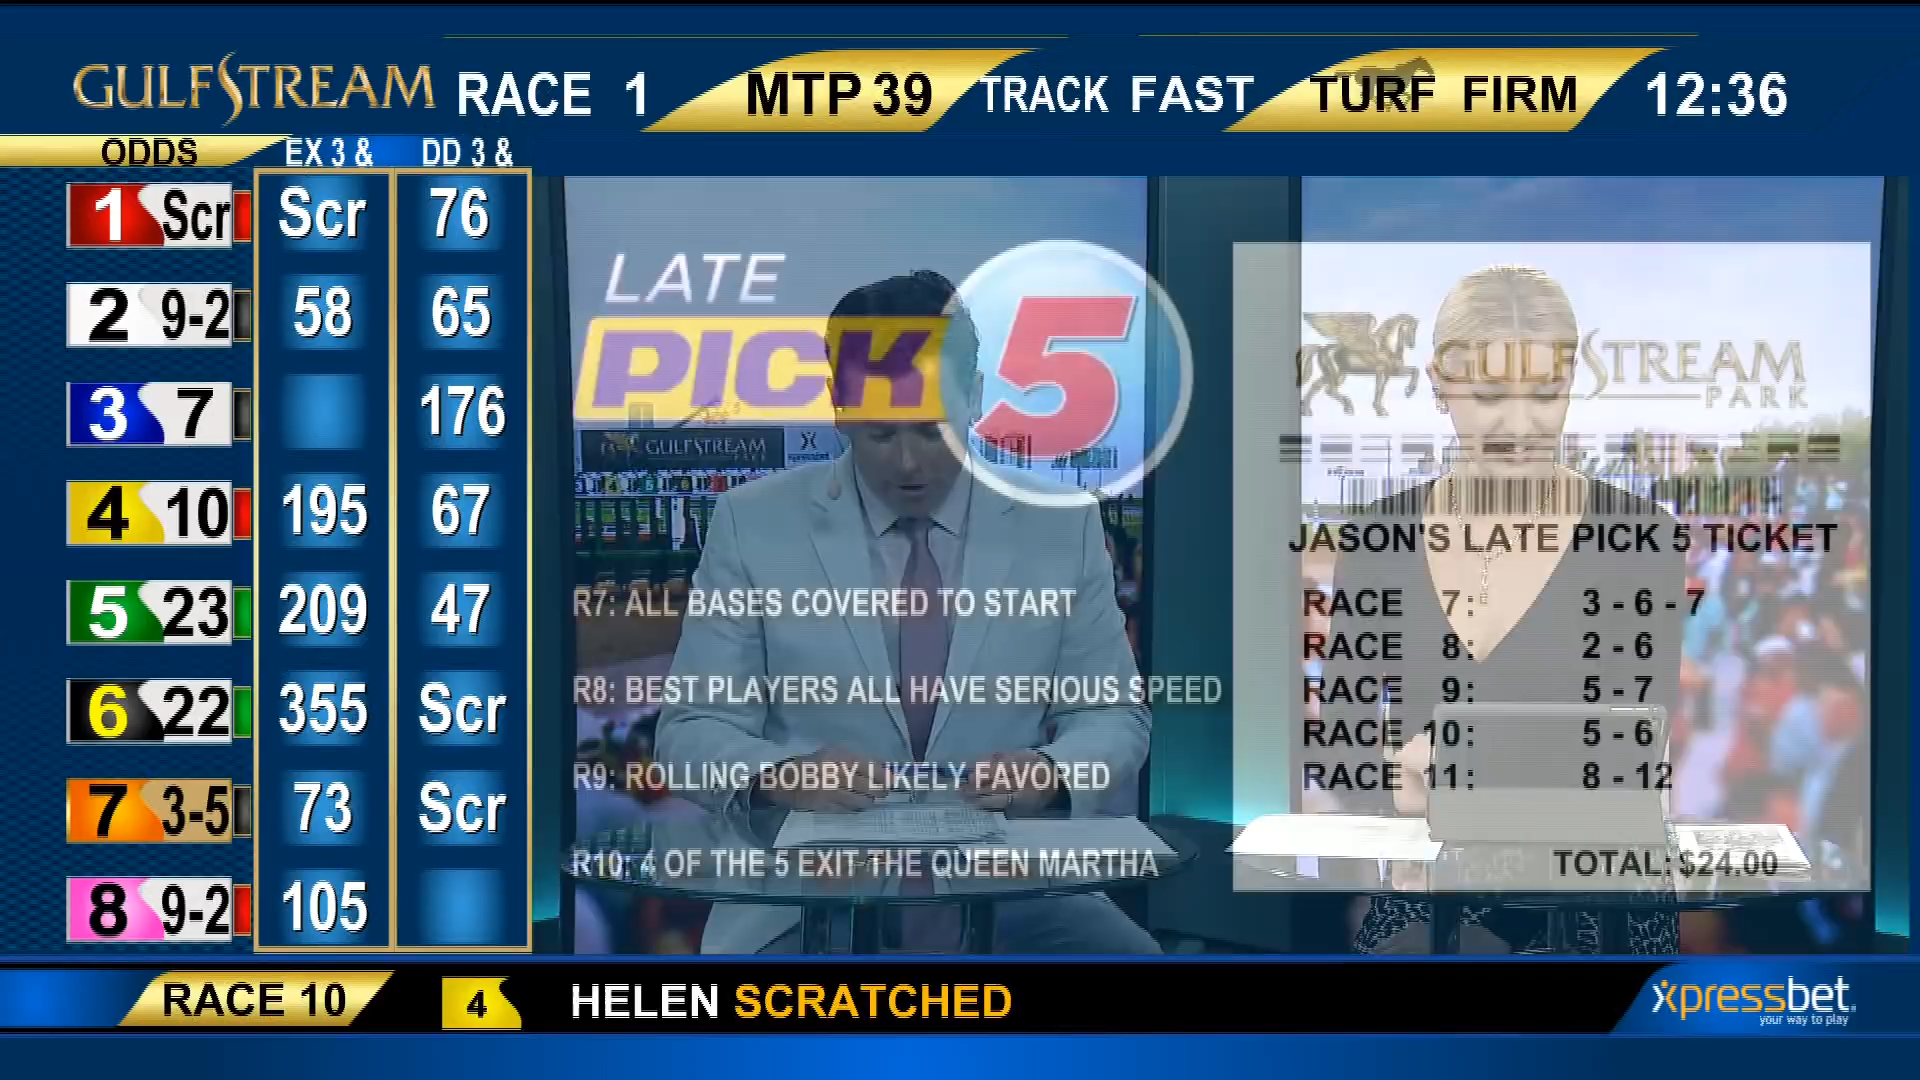 GULFSTREAM RACE 1 MTP 39 TRACK FAST TURF FIRM 12:36
ODDS EX 3 & DD 3 &
1 Scr Scr 76
2 9-2 58 65
3 7 176
4 10 195 67
5 23 209 47
6 22 355 Scr
7 3-5 73 Scr
8 9-2 105
LATE
PICK 5
GULFSTREAM
GULFSTREAM
PARK
JASON'S LATE PICK 5 TICKET
R7: ALL BASES COVERED TO START
R8: BEST PLAYERS ALL HAVE SERIOUS SPEED
R9: ROLLING BOBBY LIKELY FAVORED
R10: 4 OF THE 5 EXIT THE QUEEN MARTHA
RACE 7: 3 - 6 - 7
RACE 8: 2 - 6
RACE 9: 5 - 7
RACE 10: 5 - 6
RACE 11: 8 - 12
TOTAL: $24.00
RACE 10 4 HELEN SCRATCHED
xpressbet.
your way to play